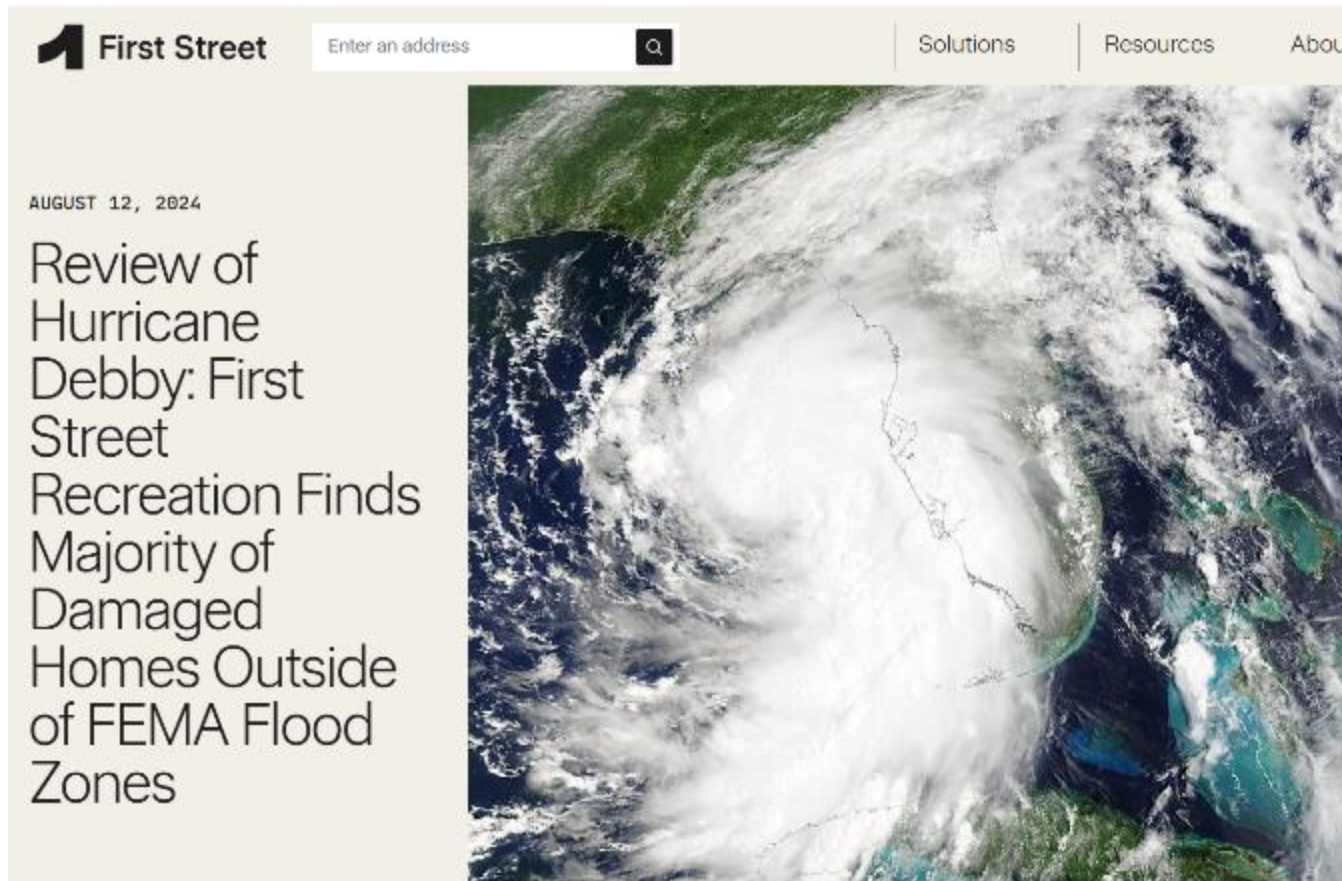 First Street
Enter an address
Solutions
Resources
Abou
AUGUST 12, 2024
Review of
Hurricane
Debby: First
Street
Recreation Finds
Majority of
Damaged
Homes Outside
of FEMA Flood
Zones